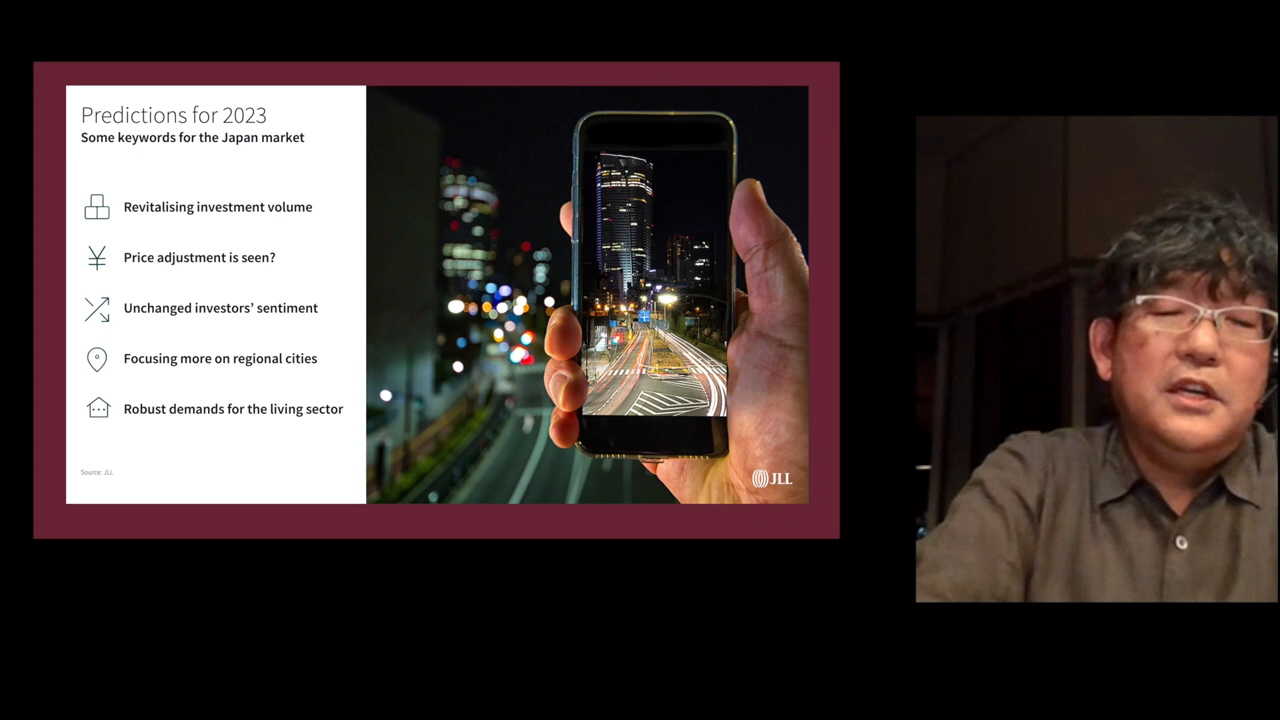 Predictions for 2023
Some keywords for the Japan market
Revitalising investment volume
Price adjustment is seen?
Unchanged investors' sentiment
Focusing more on regional cities
Robust demands for the living sector
Source: JLL
JLL